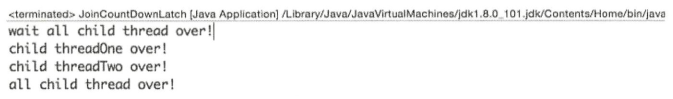 <terminated> JoinCountDownLatch [Java Application] /Library/Java/JavaVirtualMachines/jdk1.8.0_101.jdk/Contents/Home/bin/java
wait all child thread over!
child threadOne over!
child threadTwo over!
all child thread over!